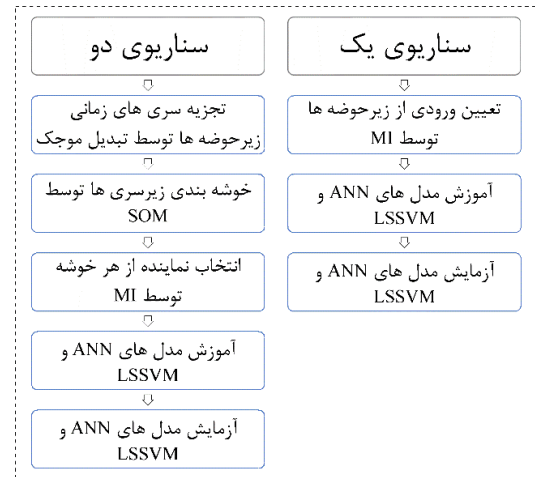 سناریوی یک
تعیین ورودی از زیرحوضه ها
توسط MI
آموزش مدل های ANN و
LSSVM
آزمایش مدل های ANN و
LSSVM
سناریوی دو
تجزیه سری های زمانی
زیرحوضه ها توسط تبدیل موجک
خوشه بندی زیرسری ها توسط
SOM
انتخاب نماینده از هر خوشه
توسط MI
آموزش مدل های ANN و
LSSVM
آزمایش مدل های ANN و
LSSVM